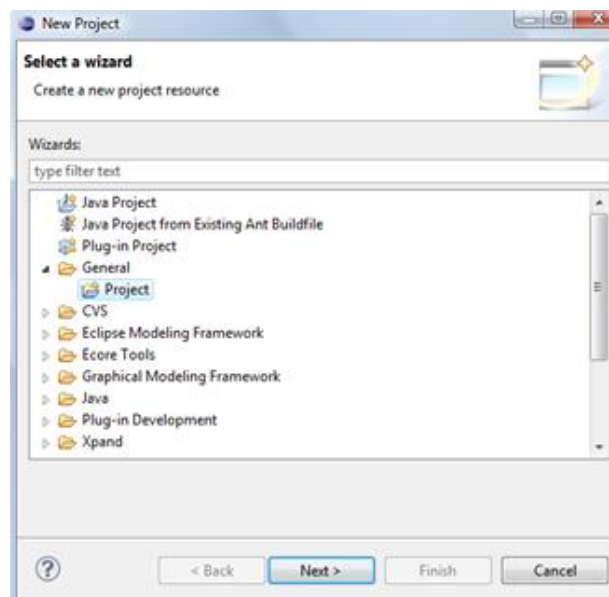 New Project
Select a wizard
Create a new project resource
Wizards:
type filter text
Java Project
Java Project from Existing Ant Buildfile
Plug-in Project
General
Project
CVS
Eclipse Modeling Framework
Ecore Tools
Graphical Modeling Framework
Java
Plug-in Development
Xpand
? < Back Next > Finish Cancel